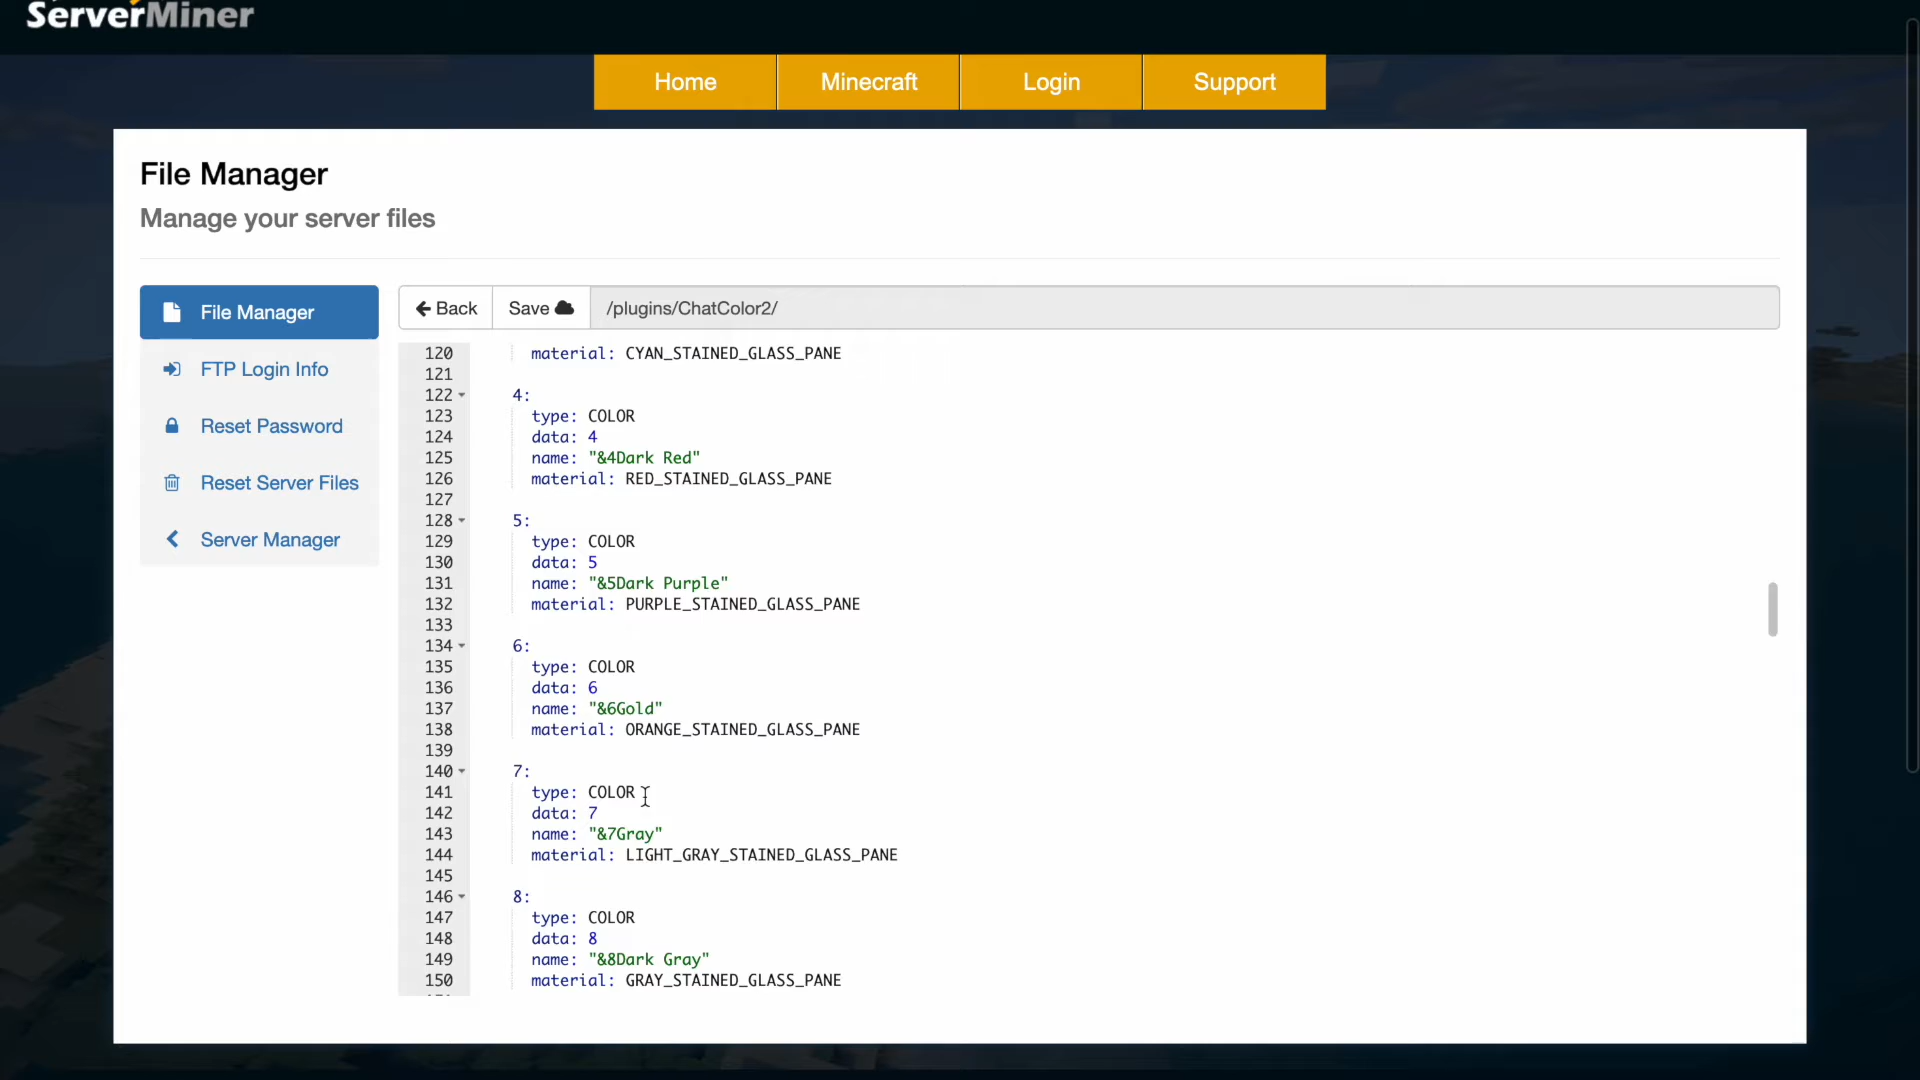 ServerMiner
Home Minecraft Login Support
File Manager
Manage your server files
File Manager
FTP Login Info
Reset Password
Reset Server Files
Server Manager
Back Save /plugins/ChatColor2/
120 material: CYAN_STAINED_GLASS_PANE
121
122 4:
123 type: COLOR
124 data: 4
125 name: "&4Dark Red"
126 material: RED_STAINED_GLASS_PANE
127
128 5:
129 type: COLOR
130 data: 5
131 name: "&5Dark Purple"
132 material: PURPLE_STAINED_GLASS_PANE
133
134 6:
135 type: COLOR
136 data: 6
137 name: "&6Gold"
138 material: ORANGE_STAINED_GLASS_PANE
139
140 7:
141 type: COLOR
142 data: 7
143 name: "&7Gray"
144 material: LIGHT_GRAY_STAINED_GLASS_PANE
145
146 8:
147 type: COLOR
148 data: 8
149 name: "&8Dark Gray"
150 material: GRAY_STAINED_GLASS_PANE